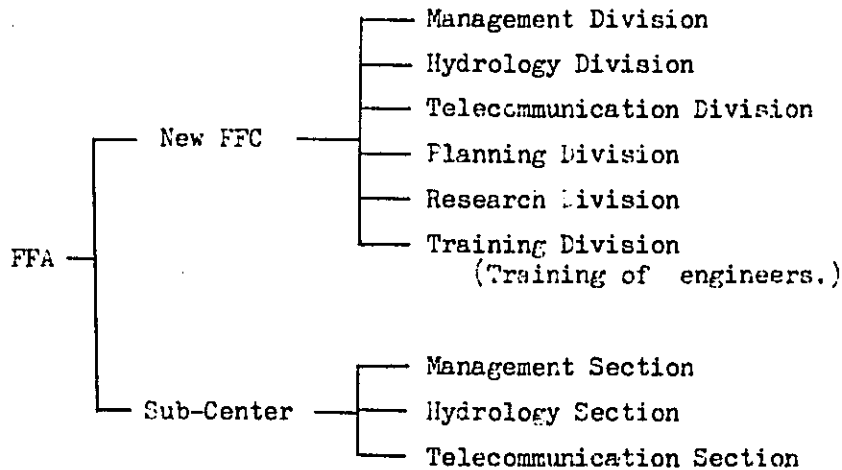 Management Division
Hydrology Division
Telecommunication Division
New FFC
Planning Division
Research Division
Training Division
FFA
(Training of engineers.)
Management Section
Sub-Center
Hydrology Section
Telecommunication Section